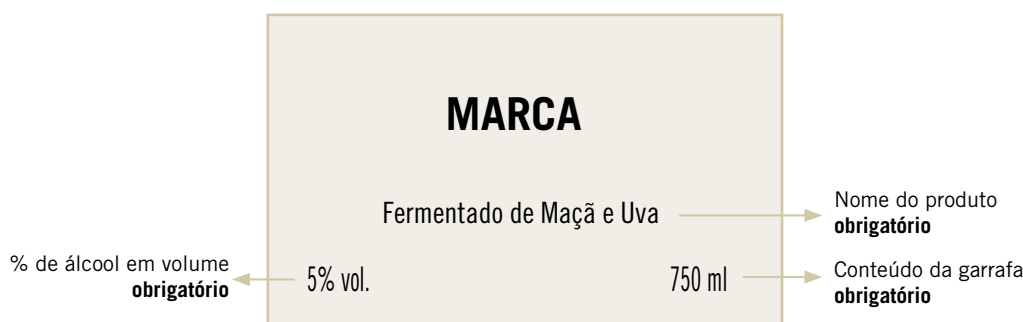 MARCA
Fermentado de Maçã e Uva
Nome do produto
obrigatório
% de álcool em volume
obrigatório
5% vol.
750 ml
Conteúdo da garrafa
obrigatório